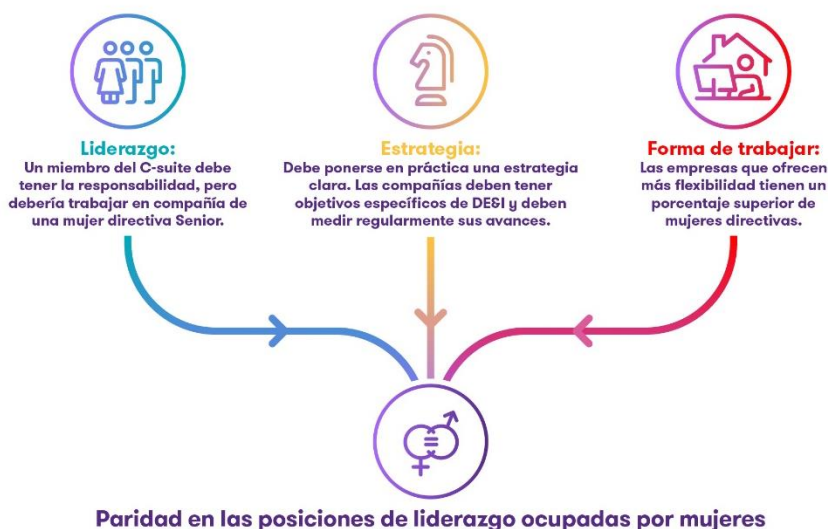 Liderazgo:
Un miembro del C-suite debe
tener la responsabilidad, pero
debería trabajar en compañía de
una mujer directiva Senior.
Estrategia:
Debe ponerse en práctica una estrategia
clara. Las compañías deben tener
objetivos específicos de DE&I y deben
medir regularmente sus avances.
Forma de trabajar:
Las empresas que ofrecen
más flexibilidad tienen un
porcentaje superior de
mujeres directivas.
Paridad en las posiciones de liderazgo ocupadas por mujeres